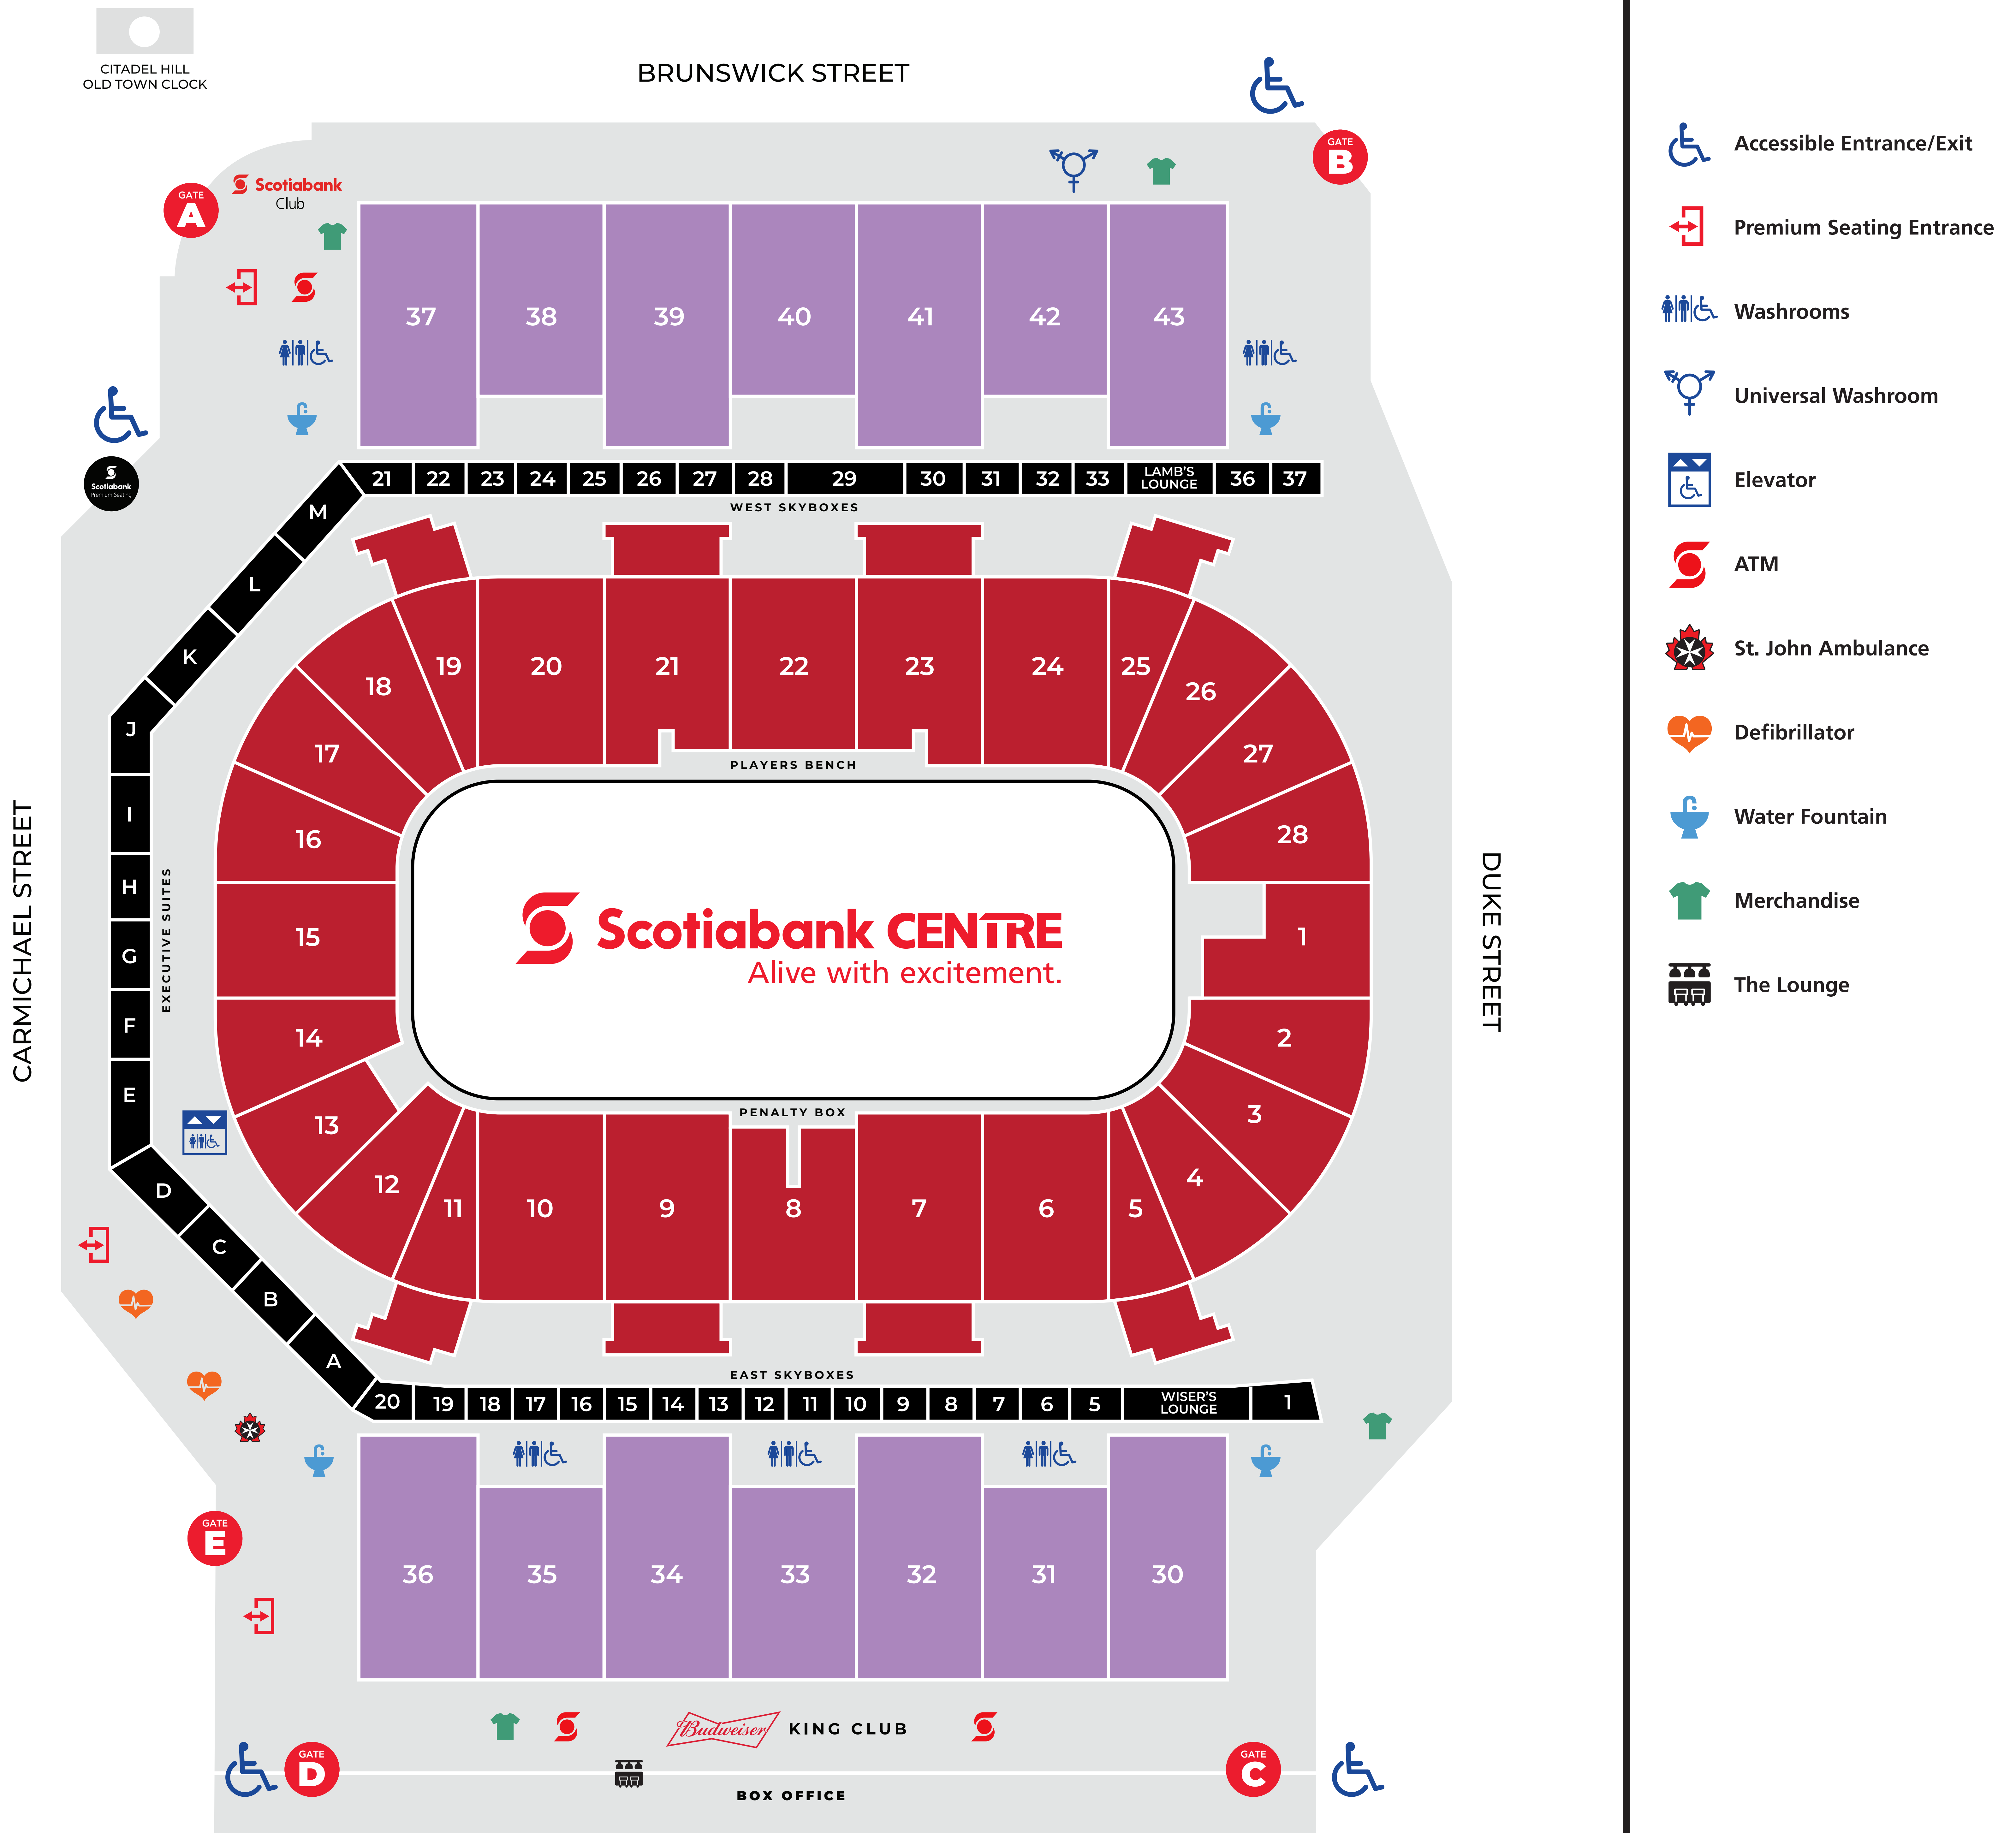 CITADEL HILL
OLD TOWN CLOCK
BRUNSWICK STREET
GATE
A
Scotiabank
Club
GATE
B
37 38 39 40 41 42 43
Scotiabank
Premium Seating
21 22 23 24 25 26 27 28 29 30 31 32 33 LAMB'S
LOUNGE 36 37
WEST SKYBOXES
M
L
K
J
I
H
G
F
E
D
C
B
A
EXECUTIVE SUITES
CARMICHAEL STREET
DUKE STREET
19 20 21 22 23 24 25
18 26
17 27
16 28
15 1
14 2
13 3
12 4
11 10 9 8 7 6 5
PLAYERS BENCH
Scotiabank CENTRE
Alive with excitement.
PENALTY BOX
EAST SKYBOXES
20 19 18 17 16 15 14 13 12 11 10 9 8 7 6 5 WISER'S
LOUNGE 1
GATE
E
36 35 34 33 32 31 30
Budweiser KING CLUB
GATE
D
GATE
C
BOX OFFICE
Accessible Entrance/Exit
Premium Seating Entrance
Washrooms
Universal Washroom
Elevator
ATM
St. John Ambulance
Defibrillator
Water Fountain
Merchandise
The Lounge